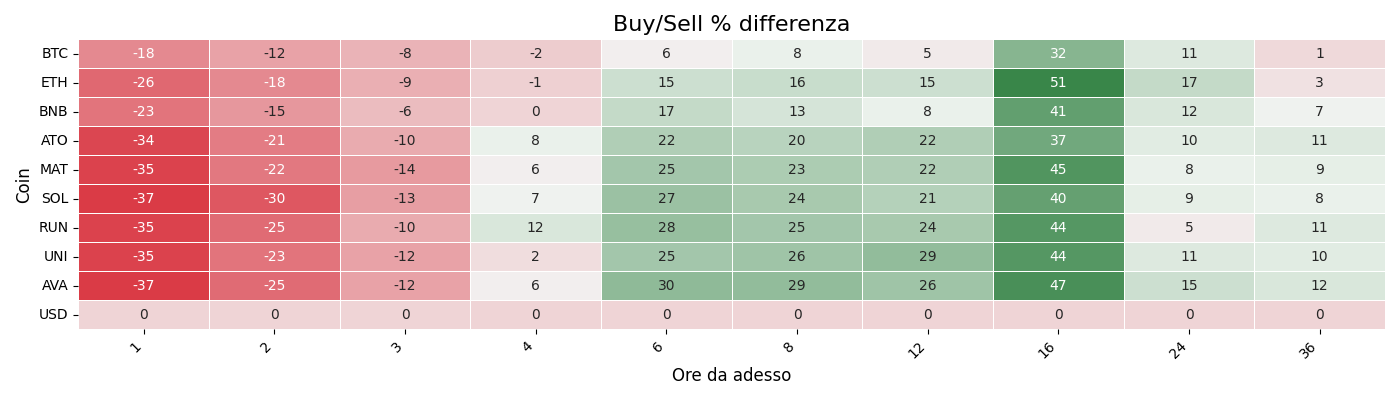 Buy/Sell % differenza
Coin
BTC -18 -12 -8 -2 6 8 5 32 11 1
ETH -26 -18 -9 -1 15 16 15 51 17 3
BNB -23 -15 -6 0 17 13 8 41 12 7
ATO -34 -21 -10 8 22 20 22 37 10 11
MAT -35 -22 -14 6 25 23 22 45 8 9
SOL -37 -30 -13 7 27 24 21 40 9 8
RUN -35 -25 -10 12 28 25 24 44 5 11
UNI -35 -23 -12 2 25 26 29 44 11 10
AVA -37 -25 -12 6 30 29 26 47 15 12
USD 0 0 0 0 0 0 0 0 0 0
1 2 3 4 6 8 12 16 24 36
Ore da adesso